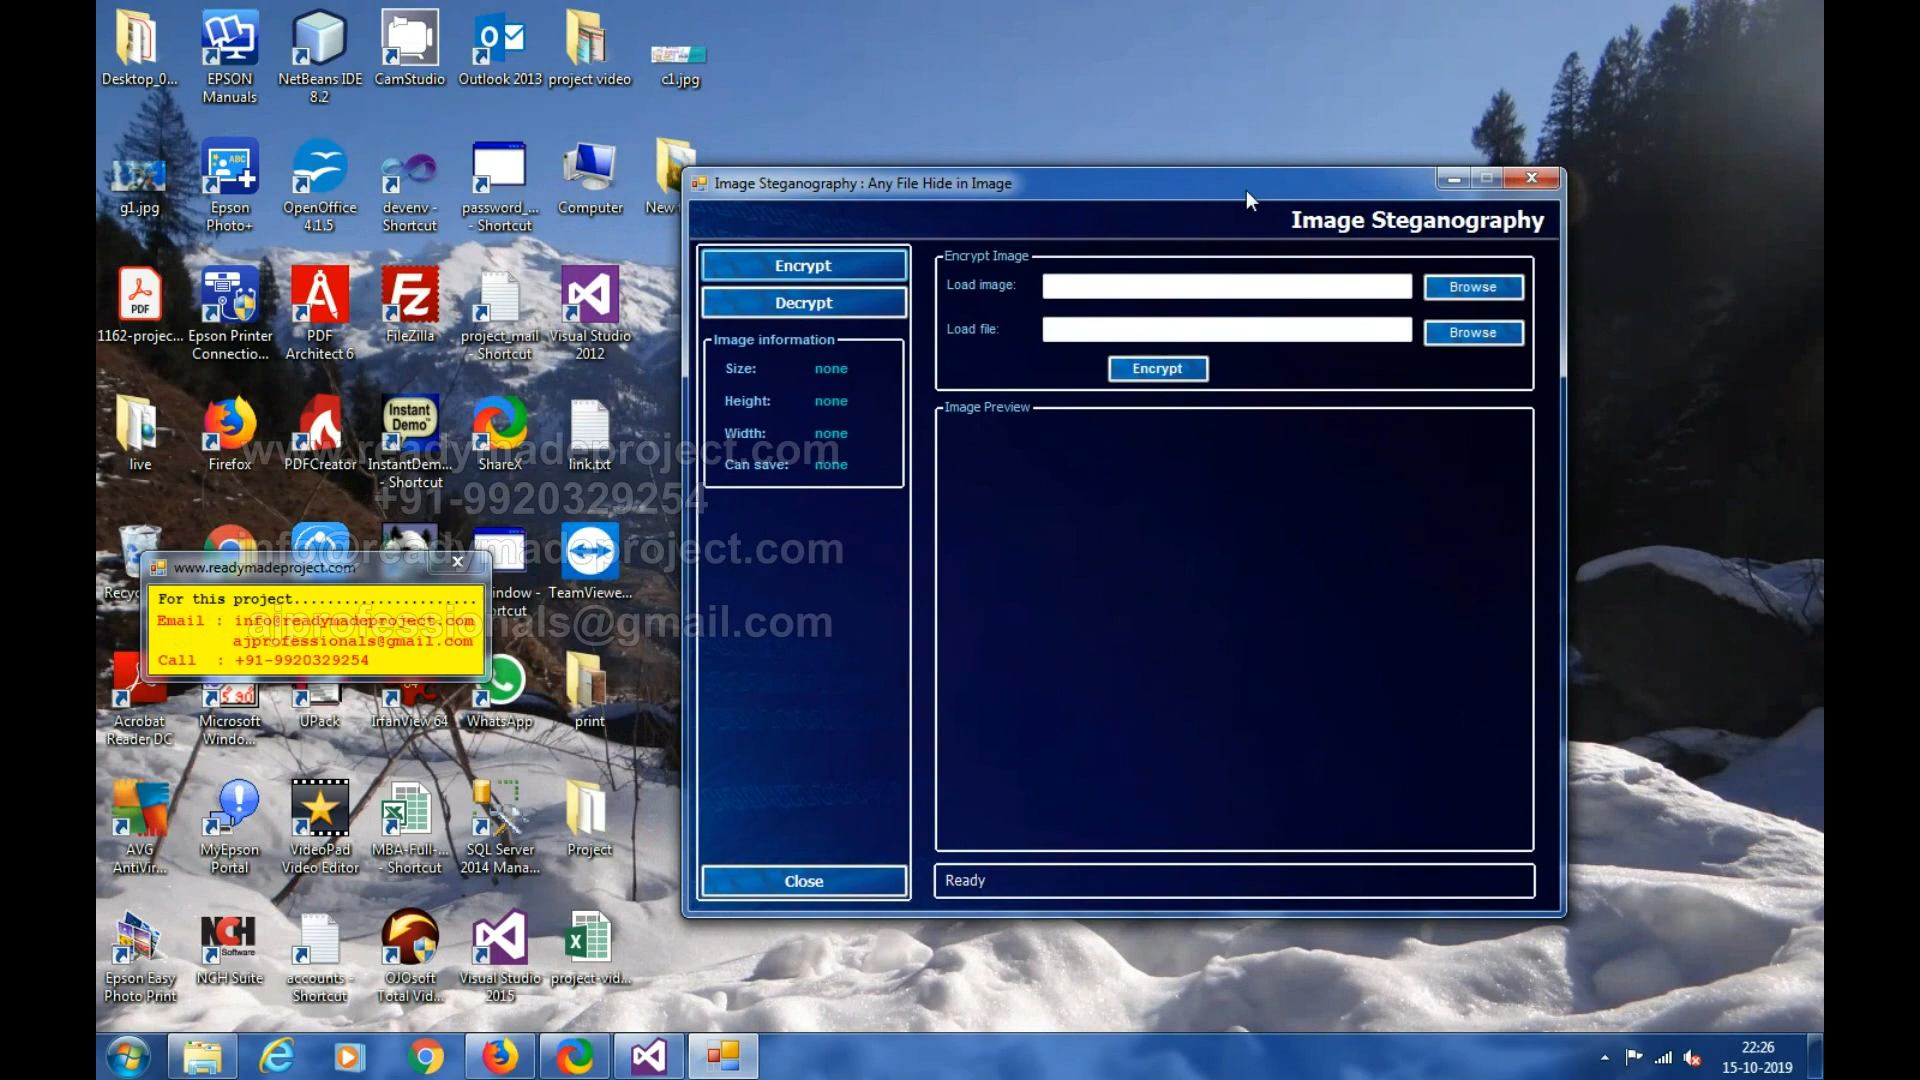 Desktop_0...
EPSON
Manuals
NetBeans IDE
8.2
CamStudio
Outlook 2013
project video
c1.jpg
g1.jpg
Epson
Photo+
OpenOffice
4.1.5
devenv -
Shortcut
password_...
- Shortcut
Computer
New
1162-projec...
Epson Printer
Connectio...
PDF
Architect 6
FileZilla
project_mail
- Shortcut
Visual Studio
2012
live
Firefox
PDFCreator
Instant
Demo
InstantDem...
- Shortcut
ShareX
link.txt
www.readymadeproject.com
+91-9920329254
info@readymadeproject.com
ajprofessionals@gmail.com
www.readymadeproject.com
For this project......................
Email : info@readymadeproject.com
ajprofessionals@gmail.com
Call : +91-9920329254
TeamViewe...
Acrobat
Reader DC
Microsoft
Windo...
UPack
IrfanView 64
WhatsApp
print
AVG
AntiVir...
MyEpson
Portal
VideoPad
Video Editor
MBA-Full-...
- Shortcut
SQL Server
2014 Mana...
Project
Epson Easy
Photo Print
NCH
Software
NCH Suite
accounts -
Shortcut
OJOsoft
Total Vid...
Visual Studio
2015
project-vid...
Image Steganography : Any File Hide in Image
Image Steganography
Encrypt
Decrypt
Image information
Size: none
Height: none
Width: none
Can save: none
Close
Encrypt Image
Load image: Browse
Load file: Browse
Encrypt
Image Preview
Ready
22:26
15-10-2019